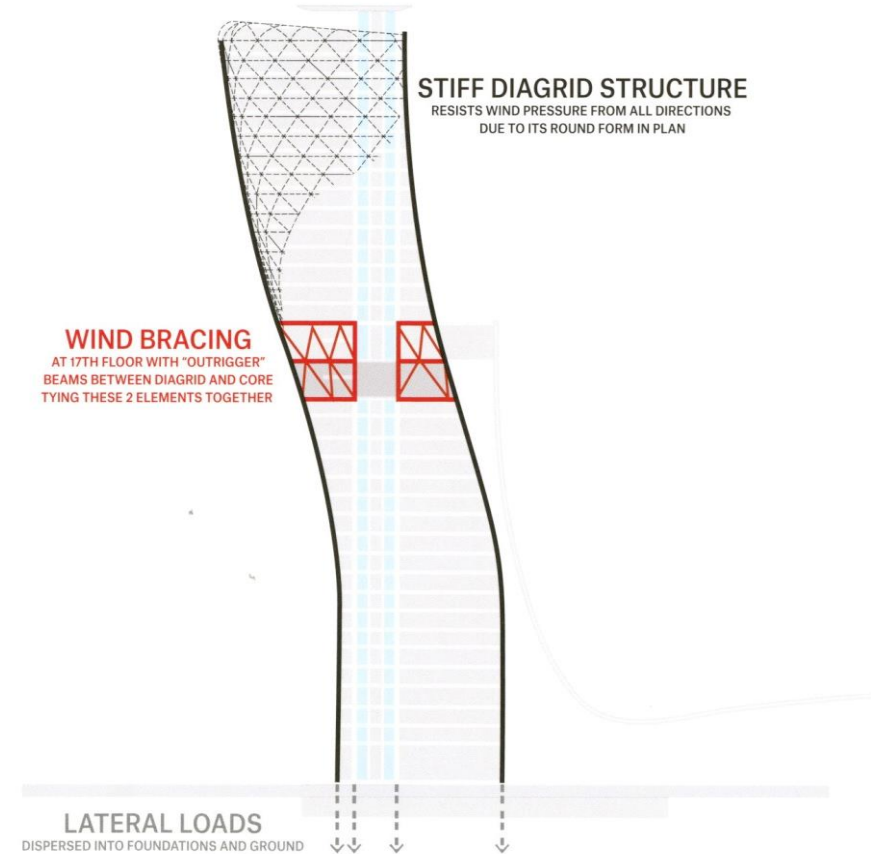 STIFF DIAGRID STRUCTURE
RESISTS WIND PRESSURE FROM ALL DIRECTIONS
DUE TO ITS ROUND FORM IN PLAN
WIND BRACING
AT 17TH FLOOR WITH "OUTRIGGER"
BEAMS BETWEEN DIAGRID AND CORE
TYING THESE 2 ELEMENTS TOGETHER
LATERAL LOADS
DISPERSED INTO FOUNDATIONS AND GROUND